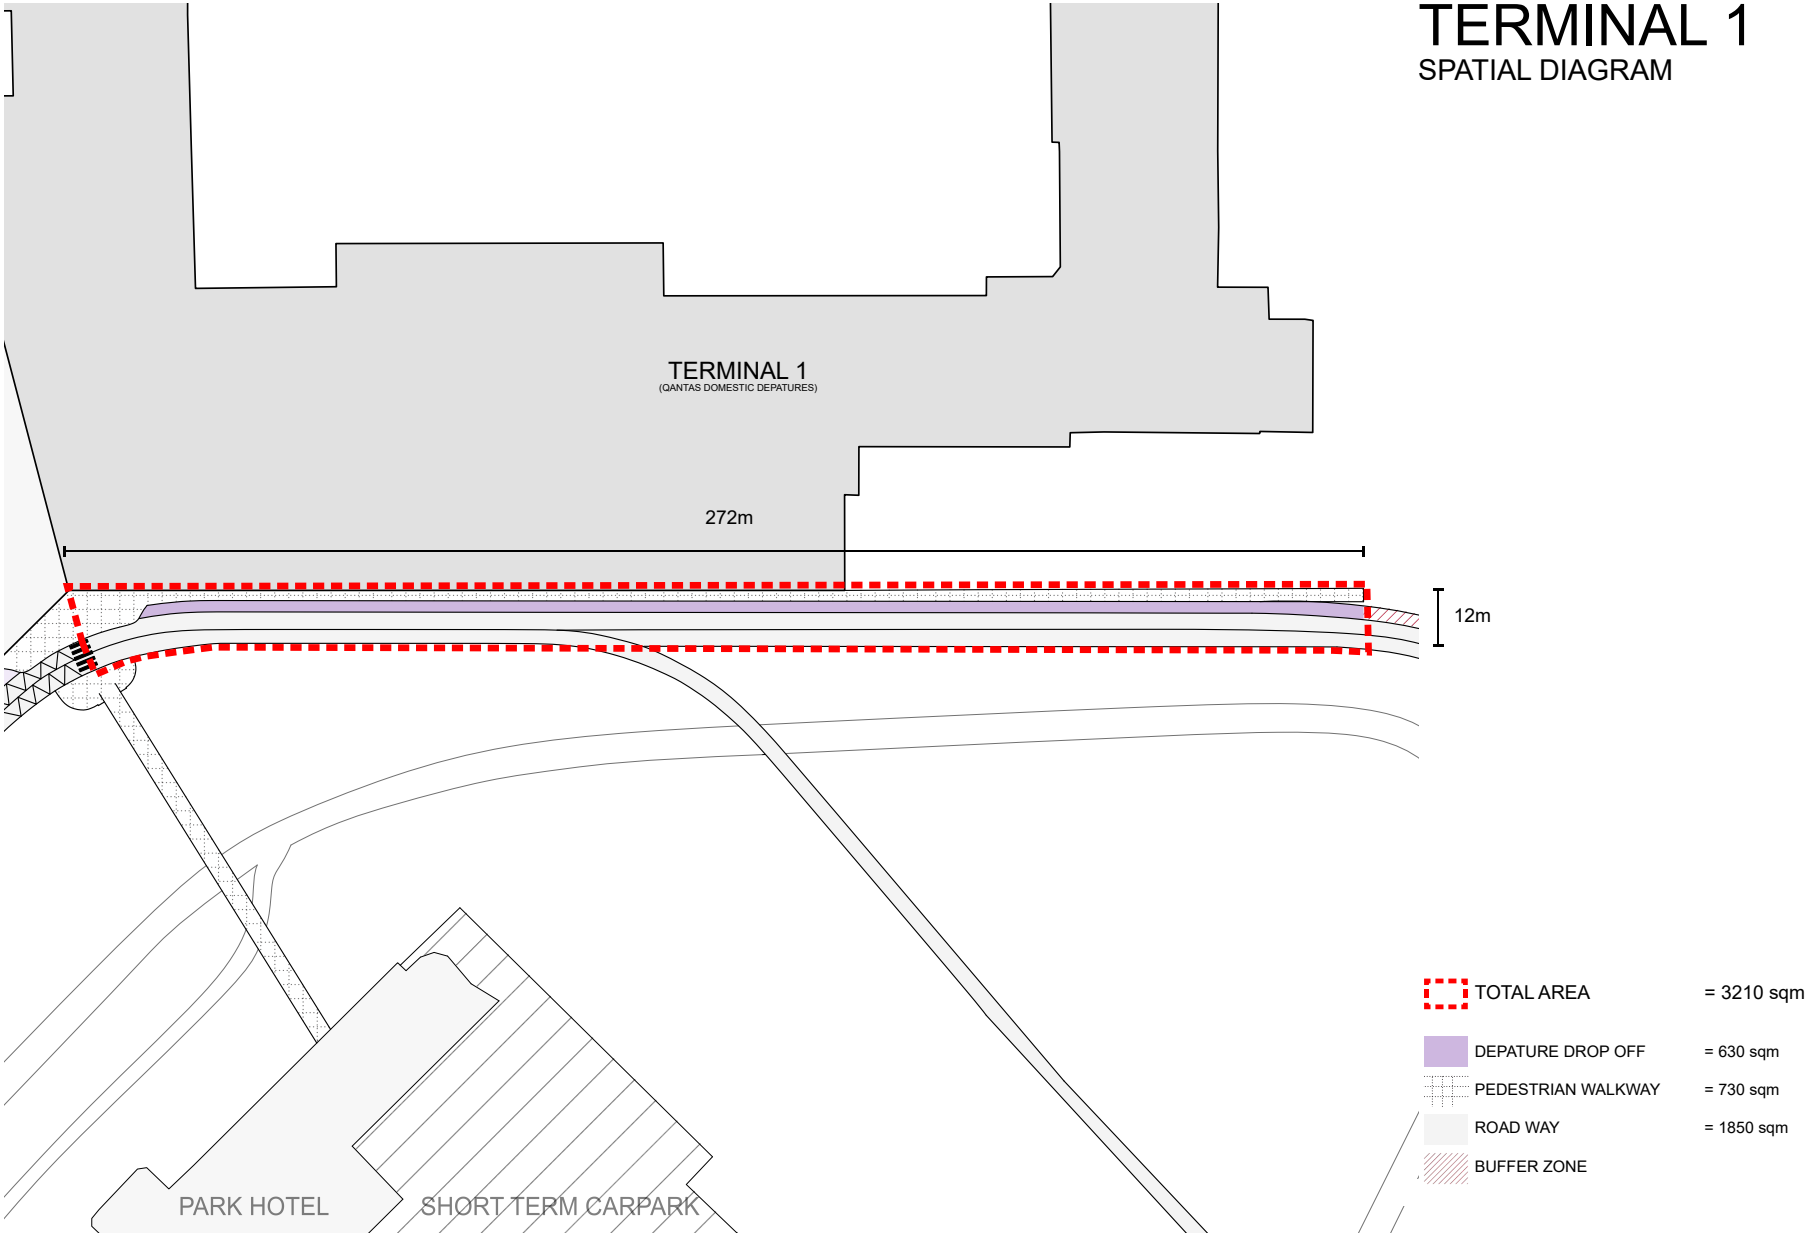 TERMINAL 1
SPATIAL DIAGRAM
TERMINAL 1
(QANTAS DOMESTIC DEPATURES)
272m
12m
TOTAL AREA = 3210 sqm
DEPATURE DROP OFF = 630 sqm
PEDESTRIAN WALKWAY = 730 sqm
ROAD WAY = 1850 sqm
BUFFER ZONE
PARK HOTEL
SHORT TERM CARPARK